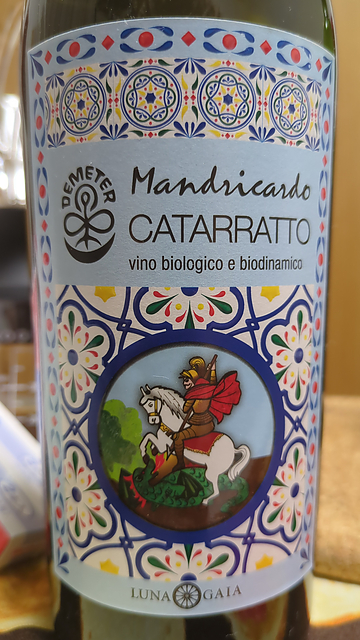 DEMETER
Mandricardo
CATARRATTO
vino biologico e biodinamico
LUNA GAIA